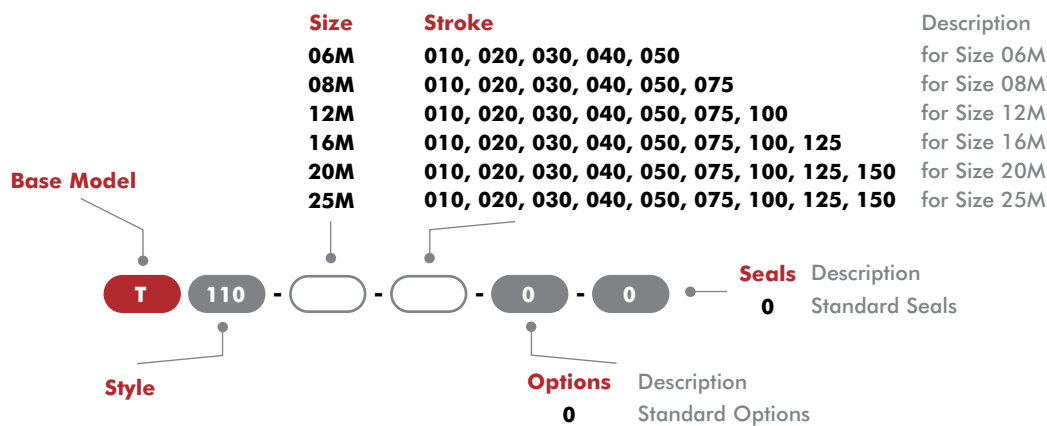 Size Stroke Description
06M 010, 020, 030, 040, 050 for Size 06M
08M 010, 020, 030, 040, 050, 075 for Size 08M
12M 010, 020, 030, 040, 050, 075, 100 for Size 12M
16M 010, 020, 030, 040, 050, 075, 100, 125 for Size 16M
20M 010, 020, 030, 040, 050, 075, 100, 125, 150 for Size 20M
25M 010, 020, 030, 040, 050, 075, 100, 125, 150 for Size 25M
Base Model
T 110 - - - 0 - 0
Seals Description
0 Standard Seals
Style
Options Description
0 Standard Options